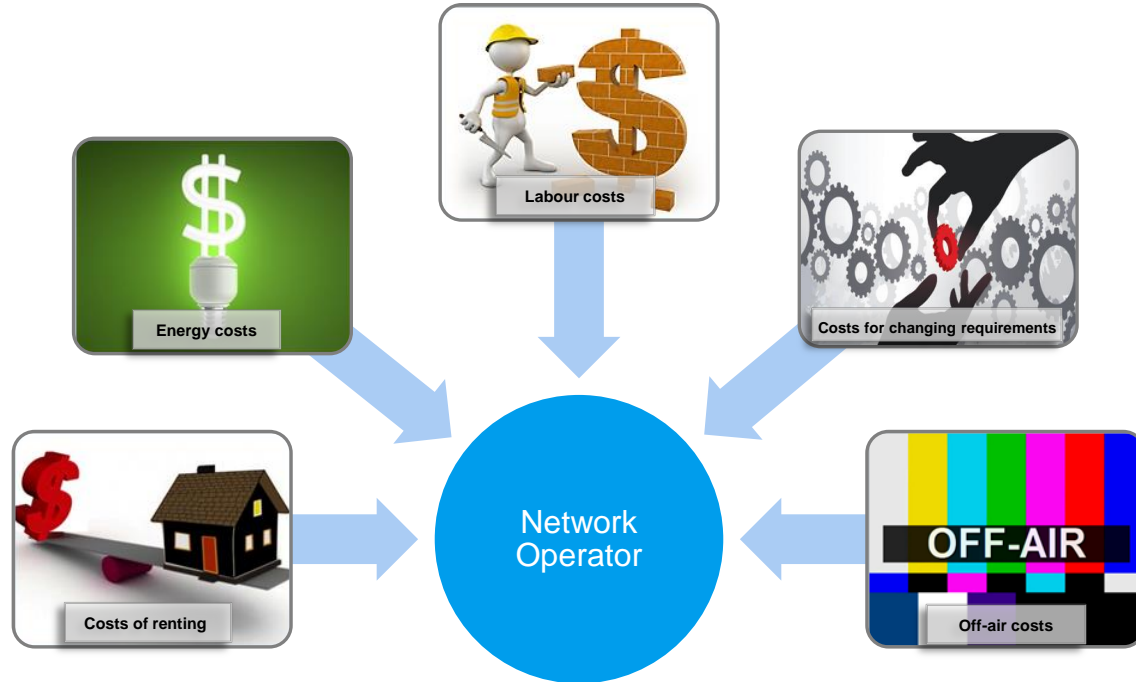 Labour costs
Energy costs
Costs for changing requirements
Network
Operator
OFF-AIR
Costs of renting
Off-air costs